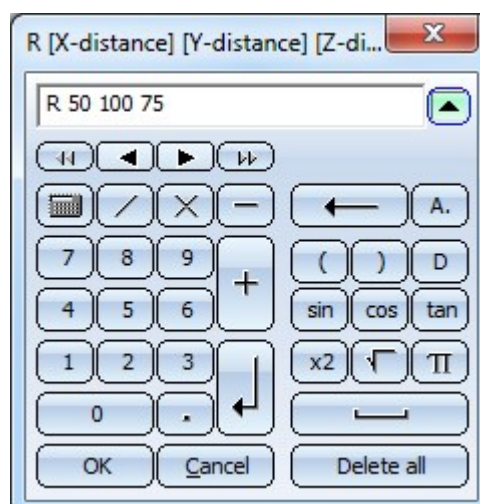 R [X-distance] [Y-distance] [Z-di...
R 50 100 75
A.
7 8 9 + ( ) D
4 5 6 sin cos tan
1 2 3 x2 √ π
0 .
OK Cancel Delete all